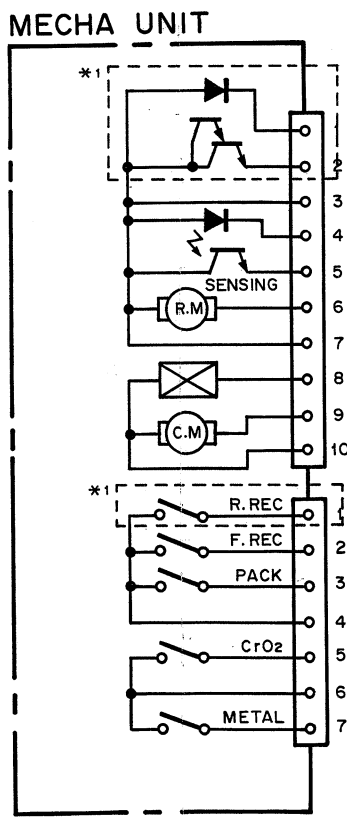 MECHA UNIT
*1
1
2
3
4
5
SENSING
R.M
6
7
8
C.M
9
10
*1
R.REC
1
F.REC
2
PACK
3
4
CrO2
5
6
METAL
7